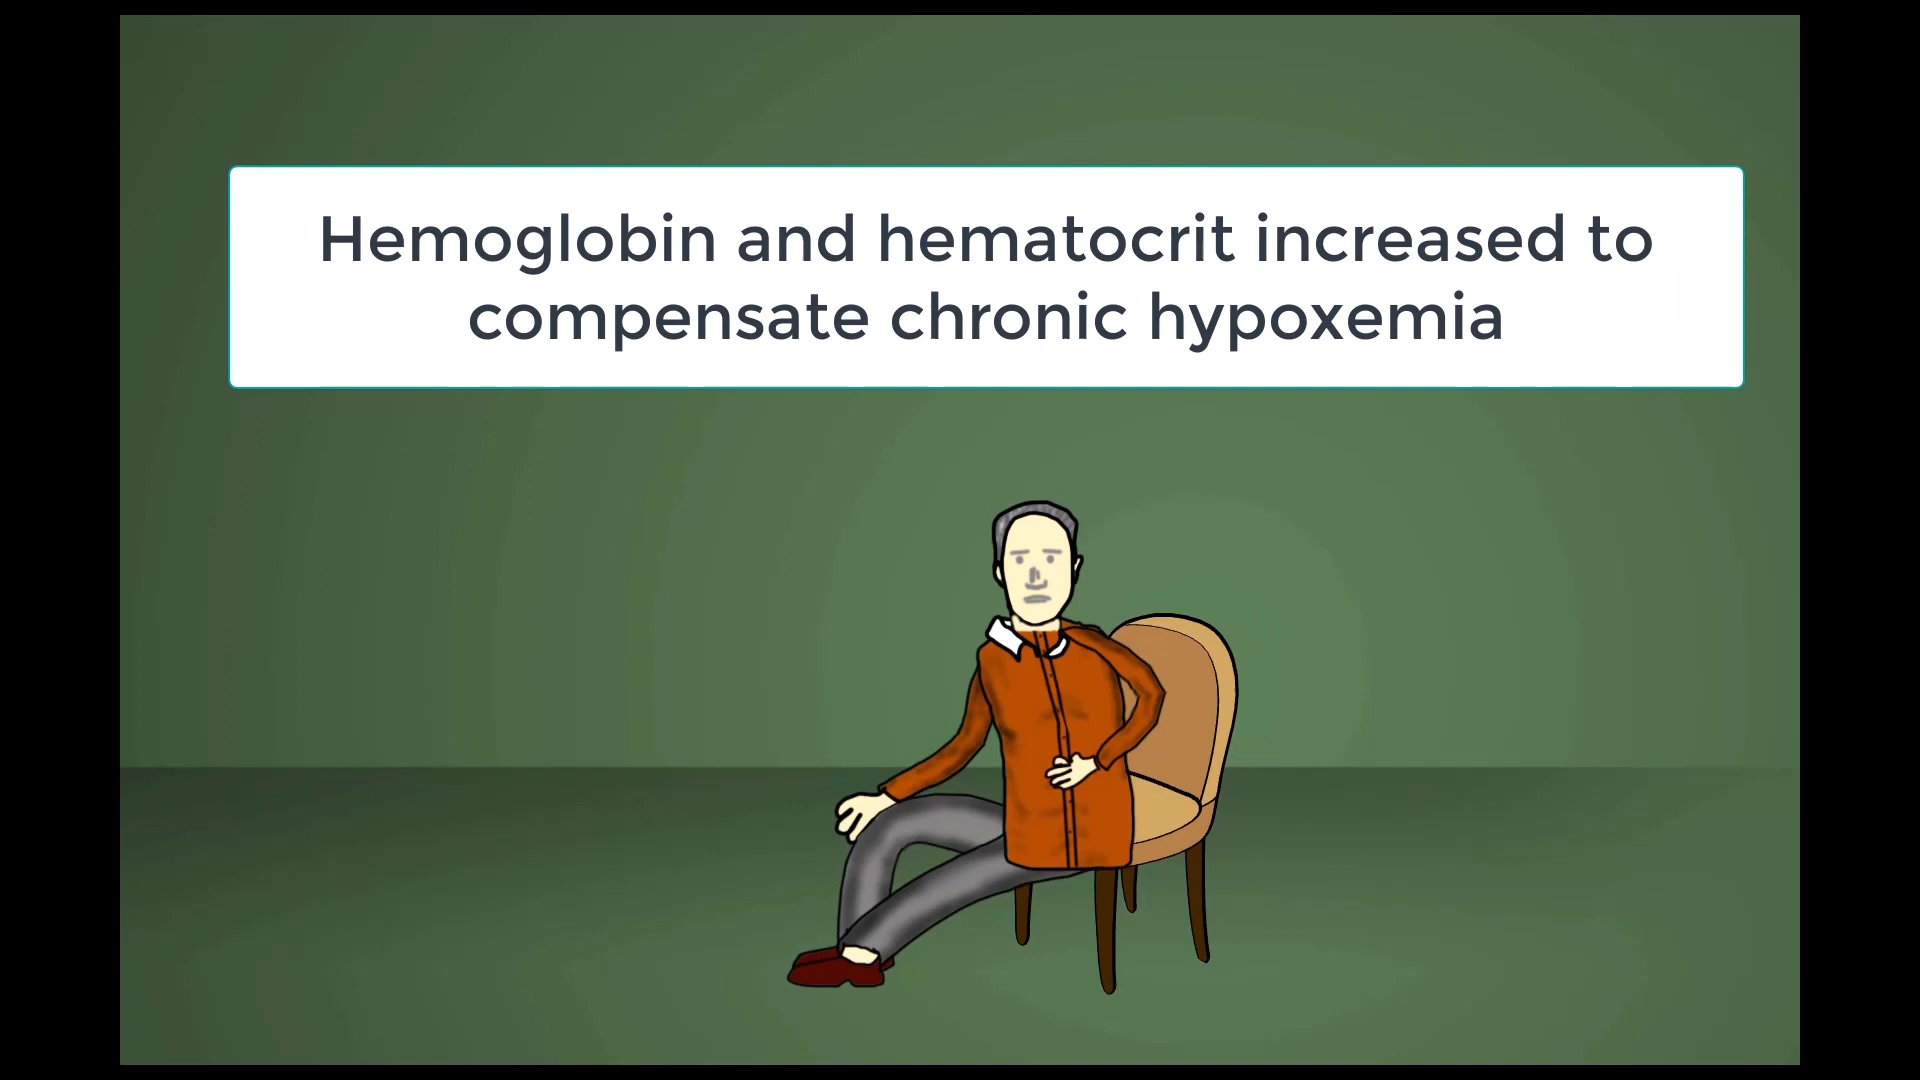 Hemoglobin and hematocrit increased to
compensate chronic hypoxemia